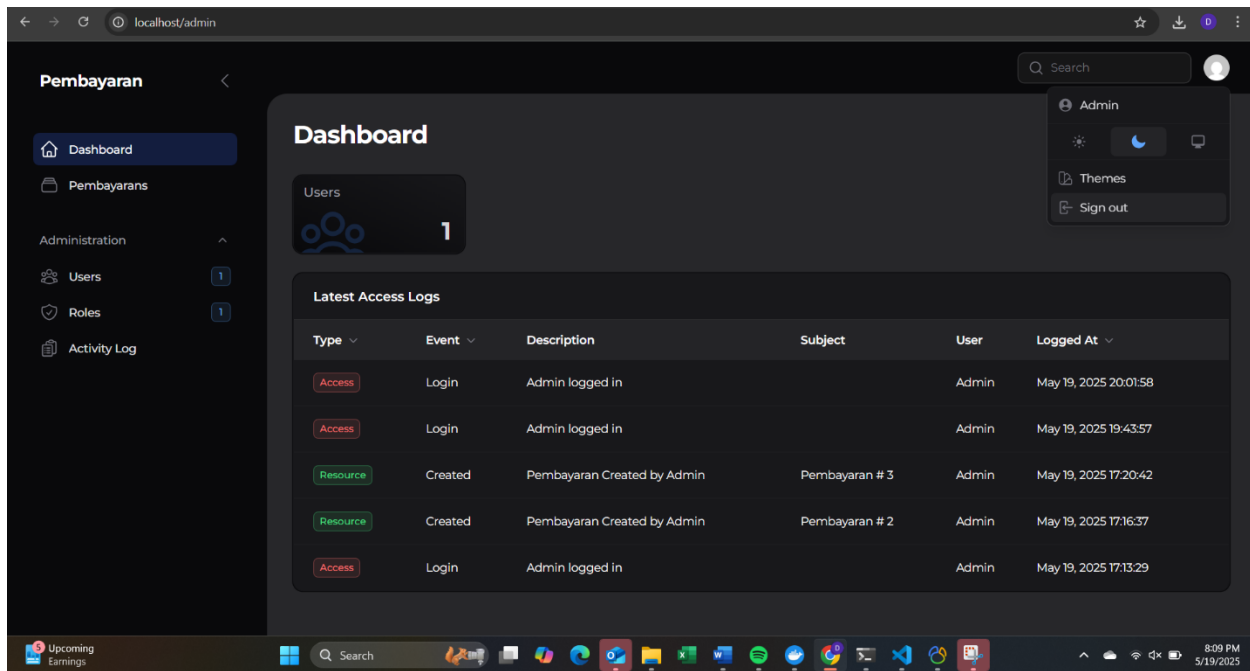 localhost/admin
D
Pembayaran
Search
Admin
Themes
Sign out
Dashboard
Pembayarans
Administration
Users 1
Roles 1
Activity Log
Dashboard
Users
1
Latest Access Logs
Type Event Description Subject User Logged At
Access Login Admin logged in Admin May 19, 2025 20:01:58
Access Login Admin logged in Admin May 19, 2025 19:43:57
Resource Created Pembayaran Created by Admin Pembayaran # 3 Admin May 19, 2025 17:20:42
Resource Created Pembayaran Created by Admin Pembayaran # 2 Admin May 19, 2025 17:16:37
Access Login Admin logged in Admin May 19, 2025 17:13:29
5
Upcoming
Earnings
Search
8:09 PM
5/19/2025